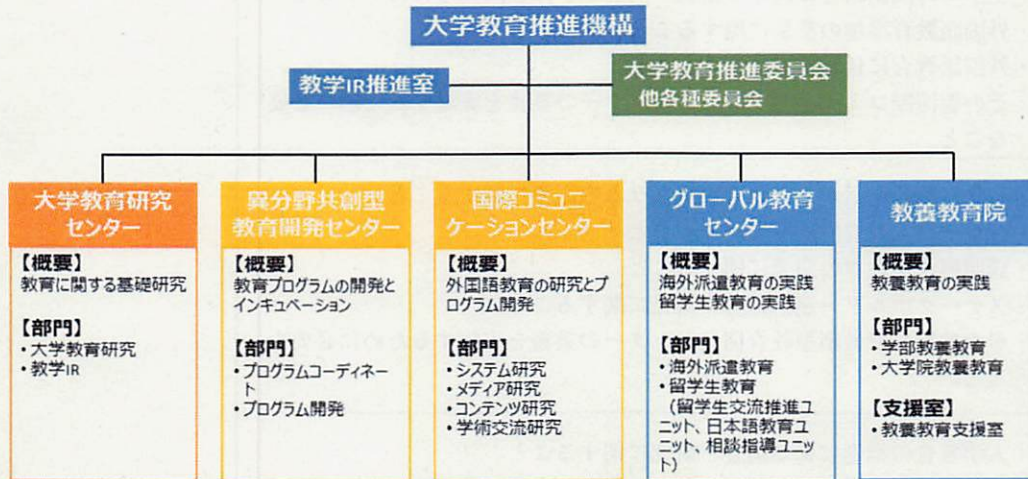 大学教育推進機構
教学IR推進室
大学教育推進委員会
他各種委員会
大学教育研究
センター
【概要】
教育に関する基礎研究
【部門】
・大学教育研究
・教学IR
異分野共創型
教育開発センター
【概要】
教育プログラムの開発と
インキュベーション
【部門】
・プログラムコーディネー
ト
・プログラム開発
国際コミュニ
ケーションセンター
【概要】
外国語教育の研究とプ
ログラム開発
【部門】
・システム研究
・メディア研究
・コンテンツ研究
・学術交流研究
グローバル教育
センター
【概要】
海外派遣教育の実践
留学生教育の実践
【部門】
・海外派遣教育
・留学生教育
（留学生交流推進ユ
ニット、日本語教育ユ
ニット、相談指導ユニッ
ト）
教養教育院
【概要】
教養教育の実践
【部門】
・学部教養教育
・大学院教養教育
【支援室】
・教養教育支援室